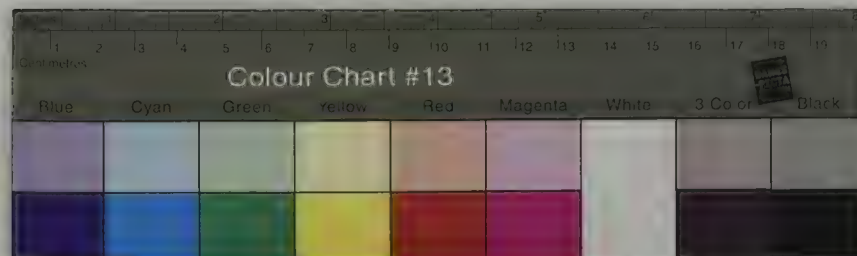 1 2 3 4 5 6 7
1 2 3 4 5 6 7 8 9 10 11 12 13 14 15 16 17 18 19
Centimetres
Colour Chart #13
Blue Cyan Green Yellow Red Magenta White 3 Color Black